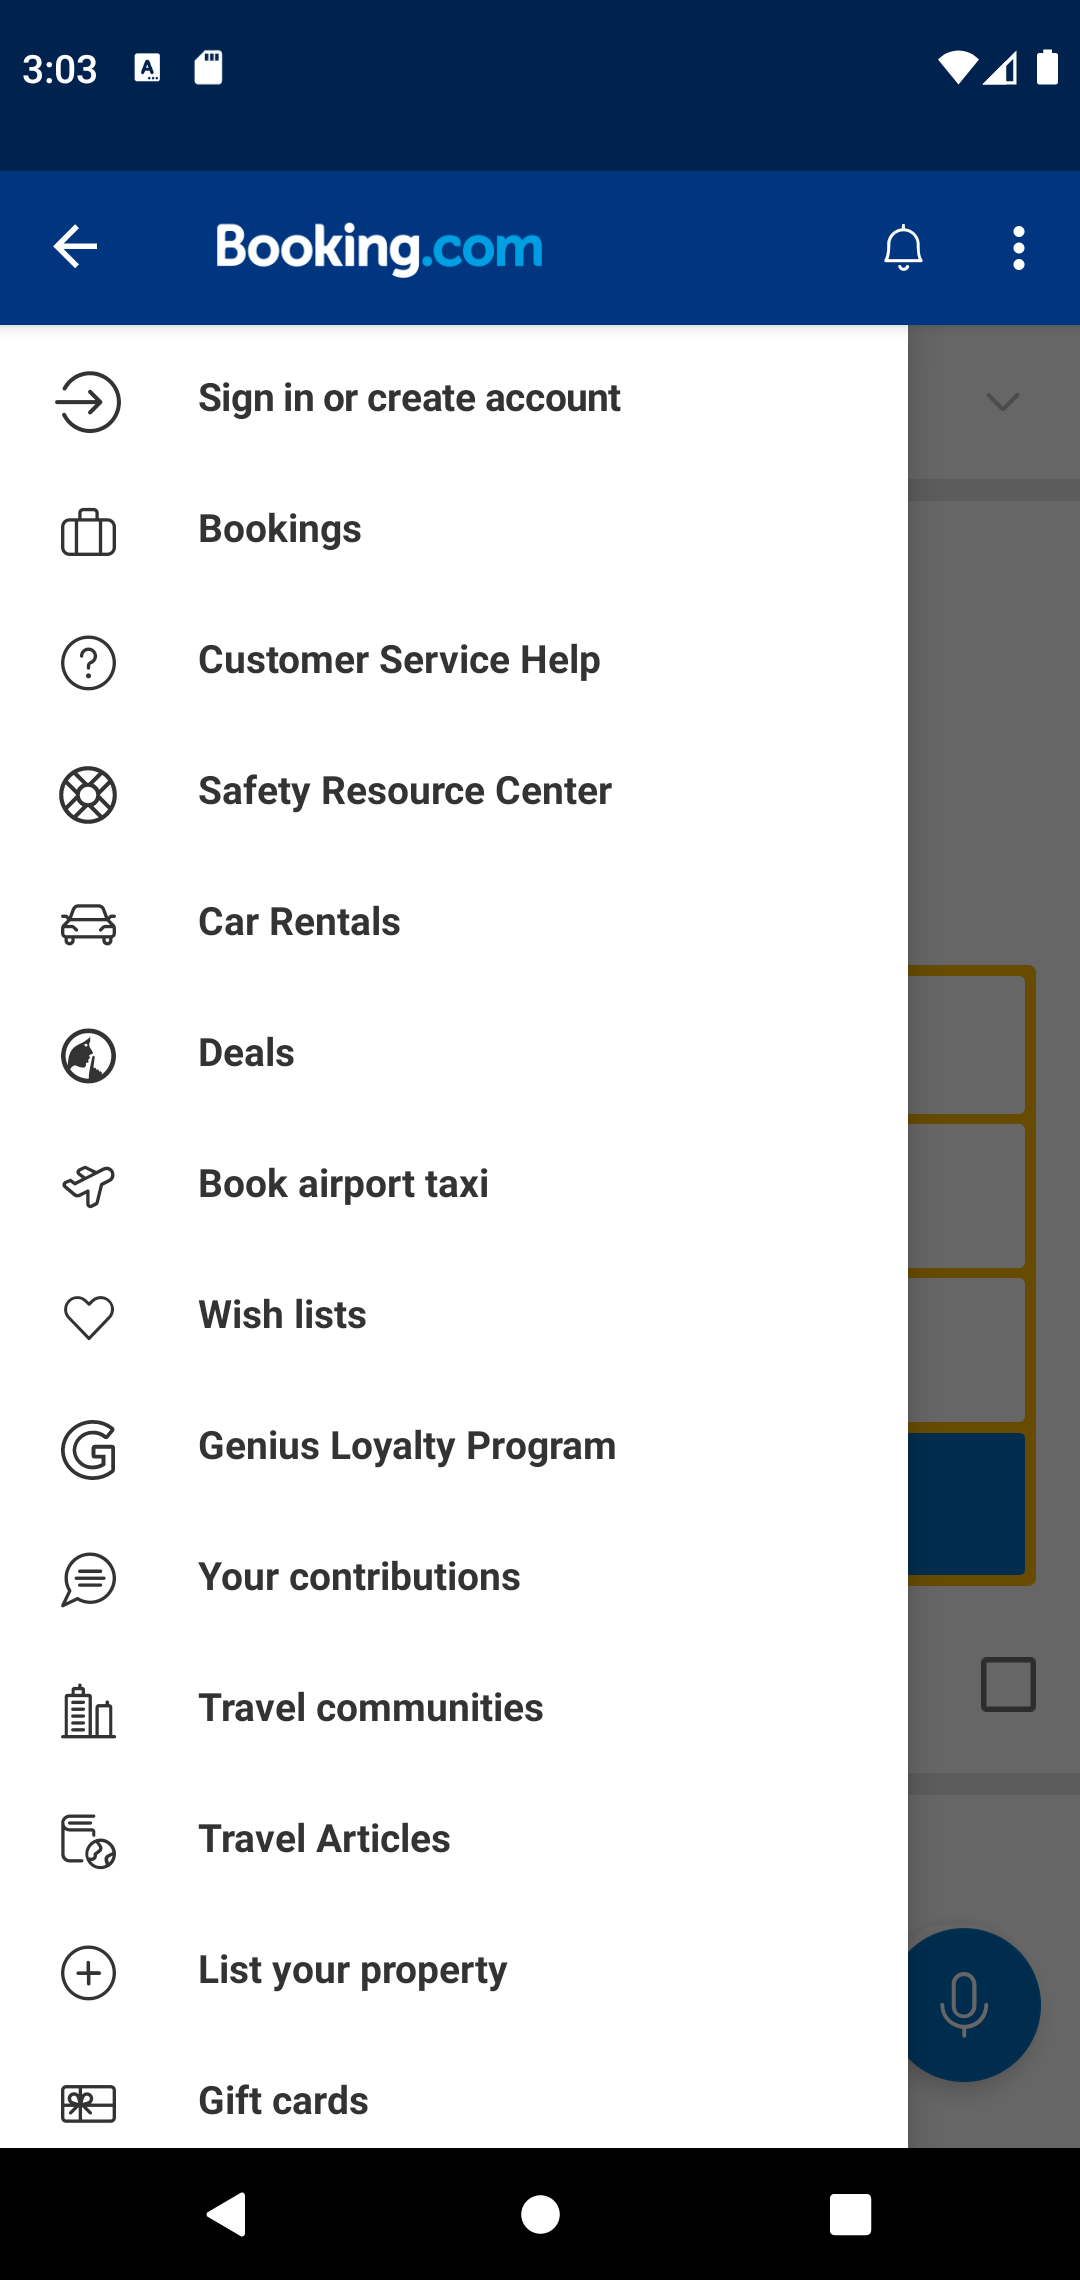 3:03
Booking.com
Sign in or create account
Bookings
Customer Service Help
Safety Resource Center
Car Rentals
Deals
Book airport taxi
Wish lists
Genius Loyalty Program
Your contributions
Travel communities
Travel Articles
List your property
Gift cards